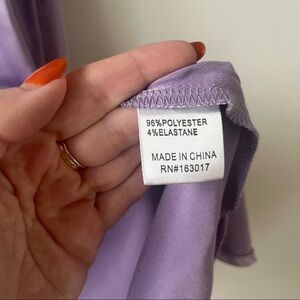 96%POLYESTER
4%ELASTANE
MADE IN CHINA
RN#163017